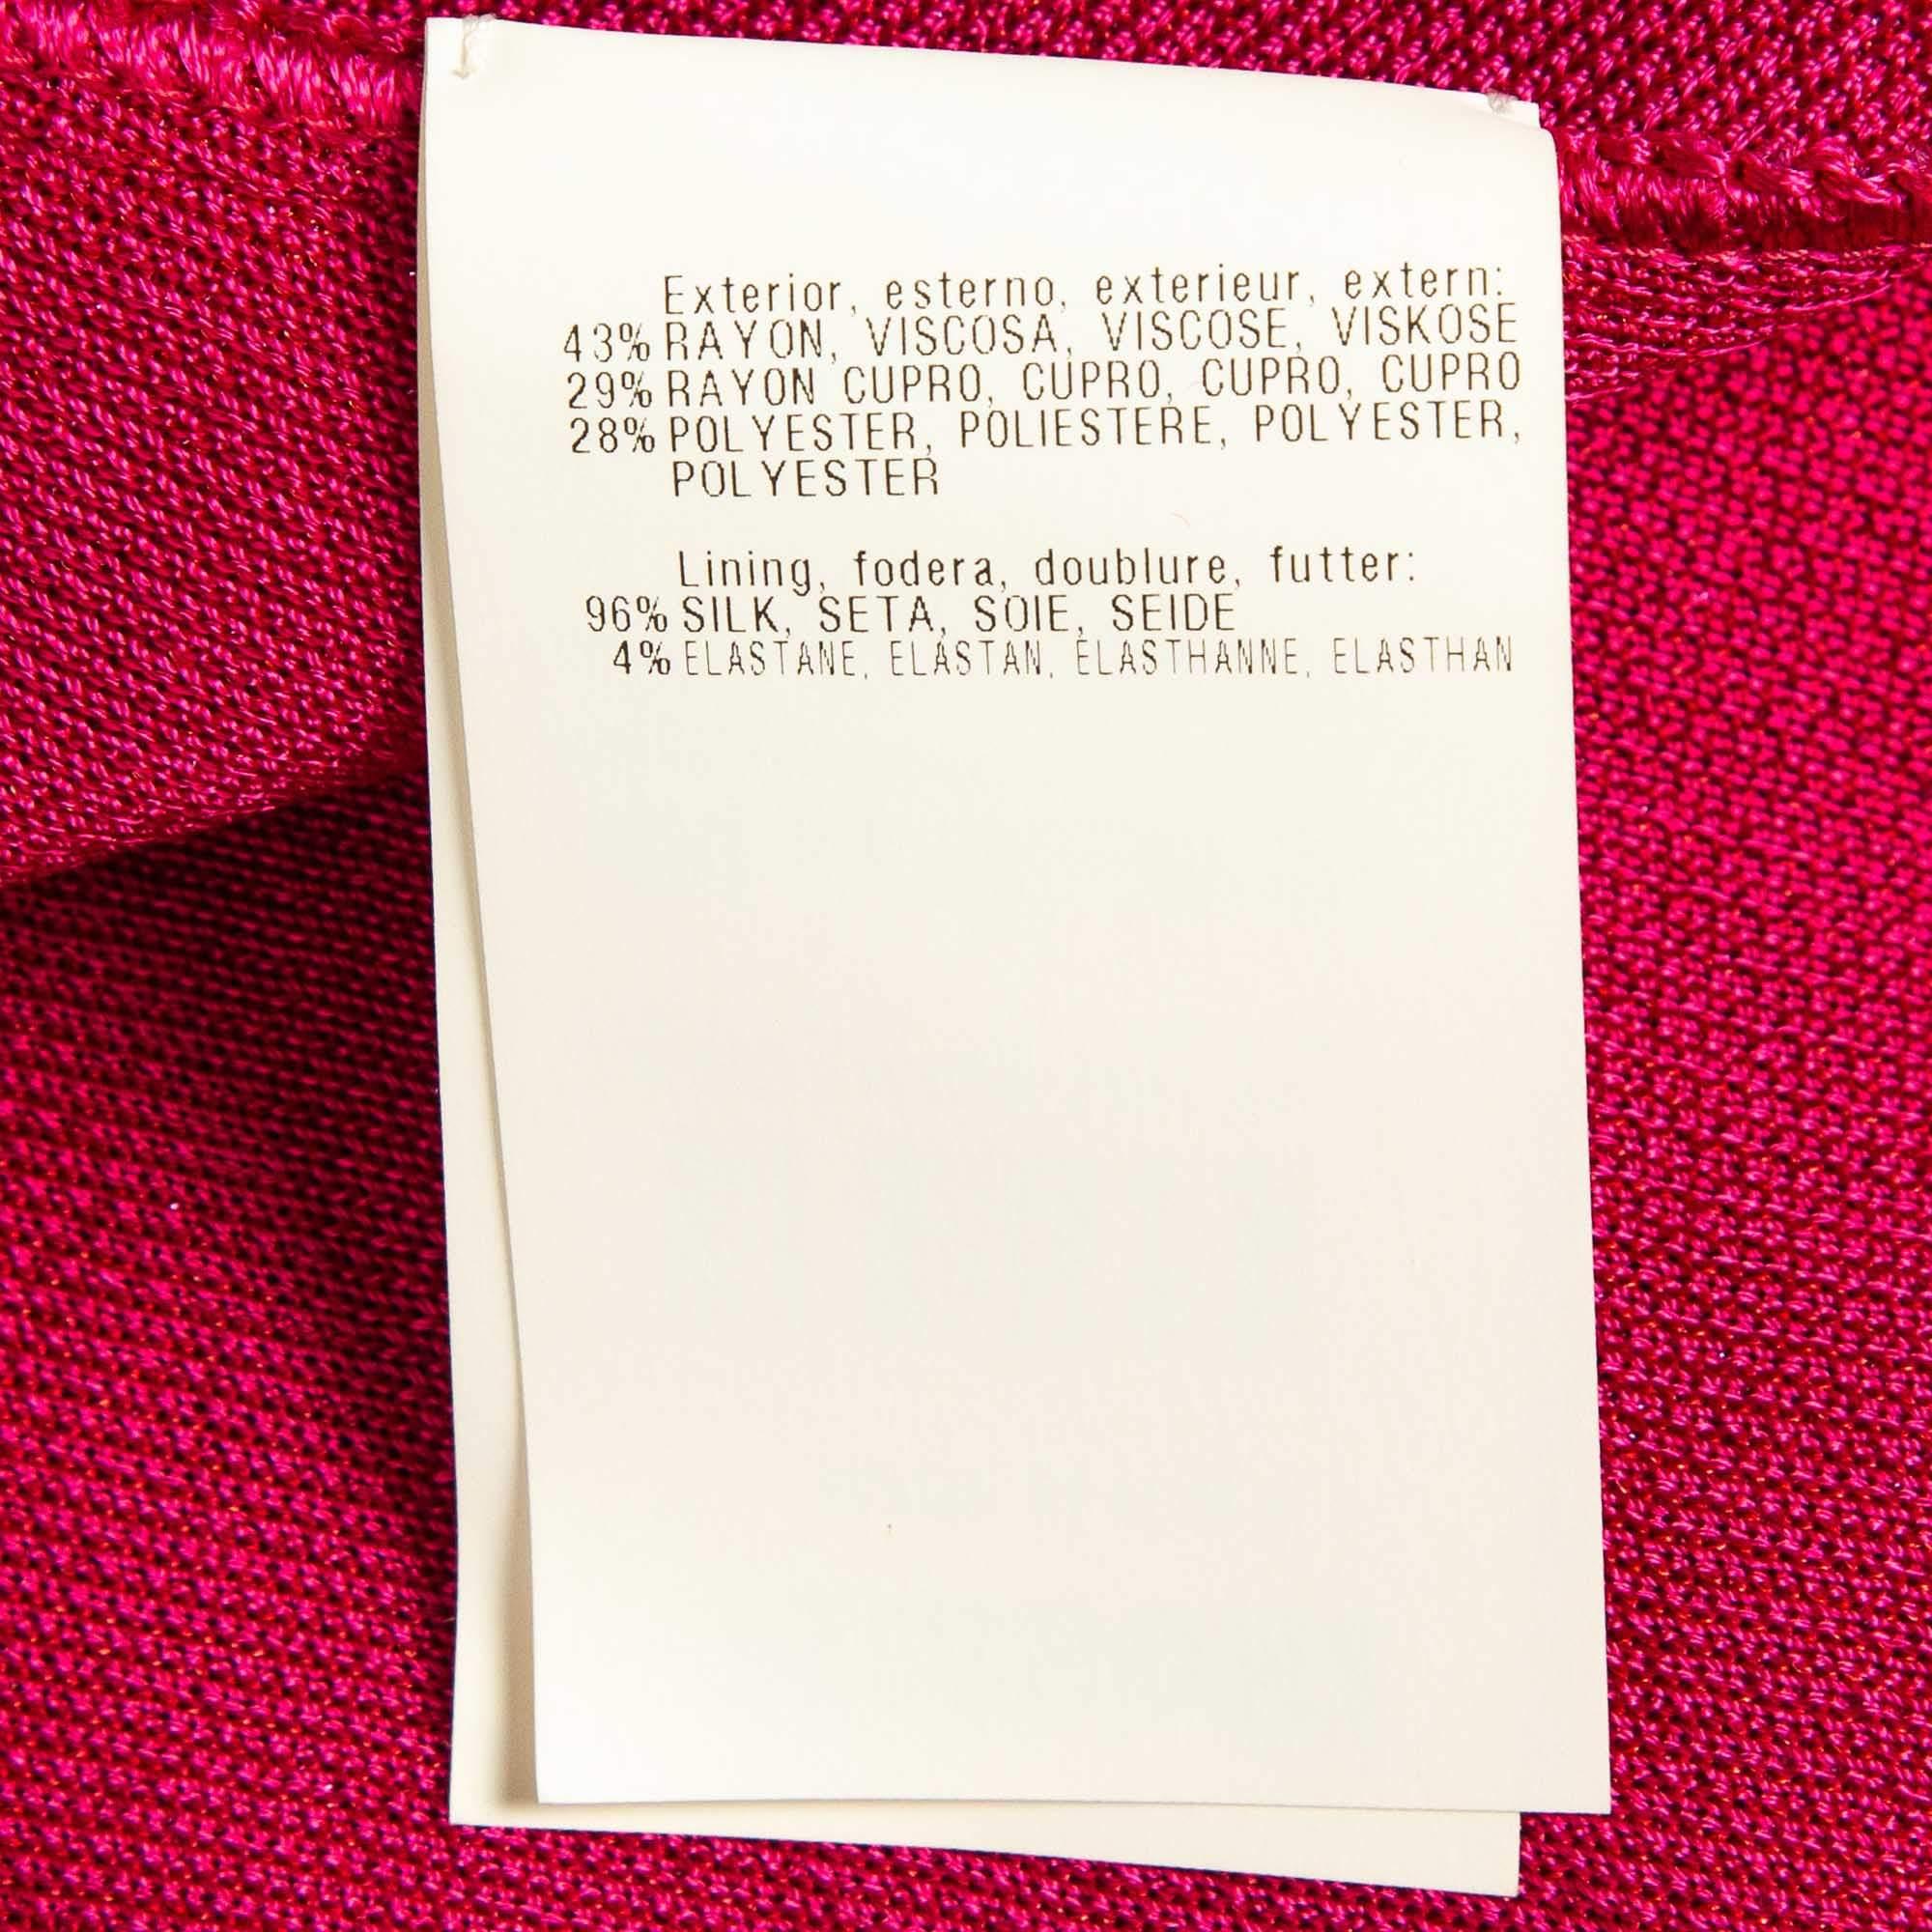 Exterior, esterno, exterieur, extern:
43% RAYON, VISCOSA, VISCOSE, VISKOSE
29% RAYON CUPRO, CUPRO, CUPRO, CUPRO
28% POLYESTER, POLIESTERE, POLYESTER,
POLYESTER
Lining, fodera, doublure, futter:
96% SILK, SETA, SOIE, SEIDE
4% ELASTANE, ELASTAN, ELASTHANNE, ELASTHAN